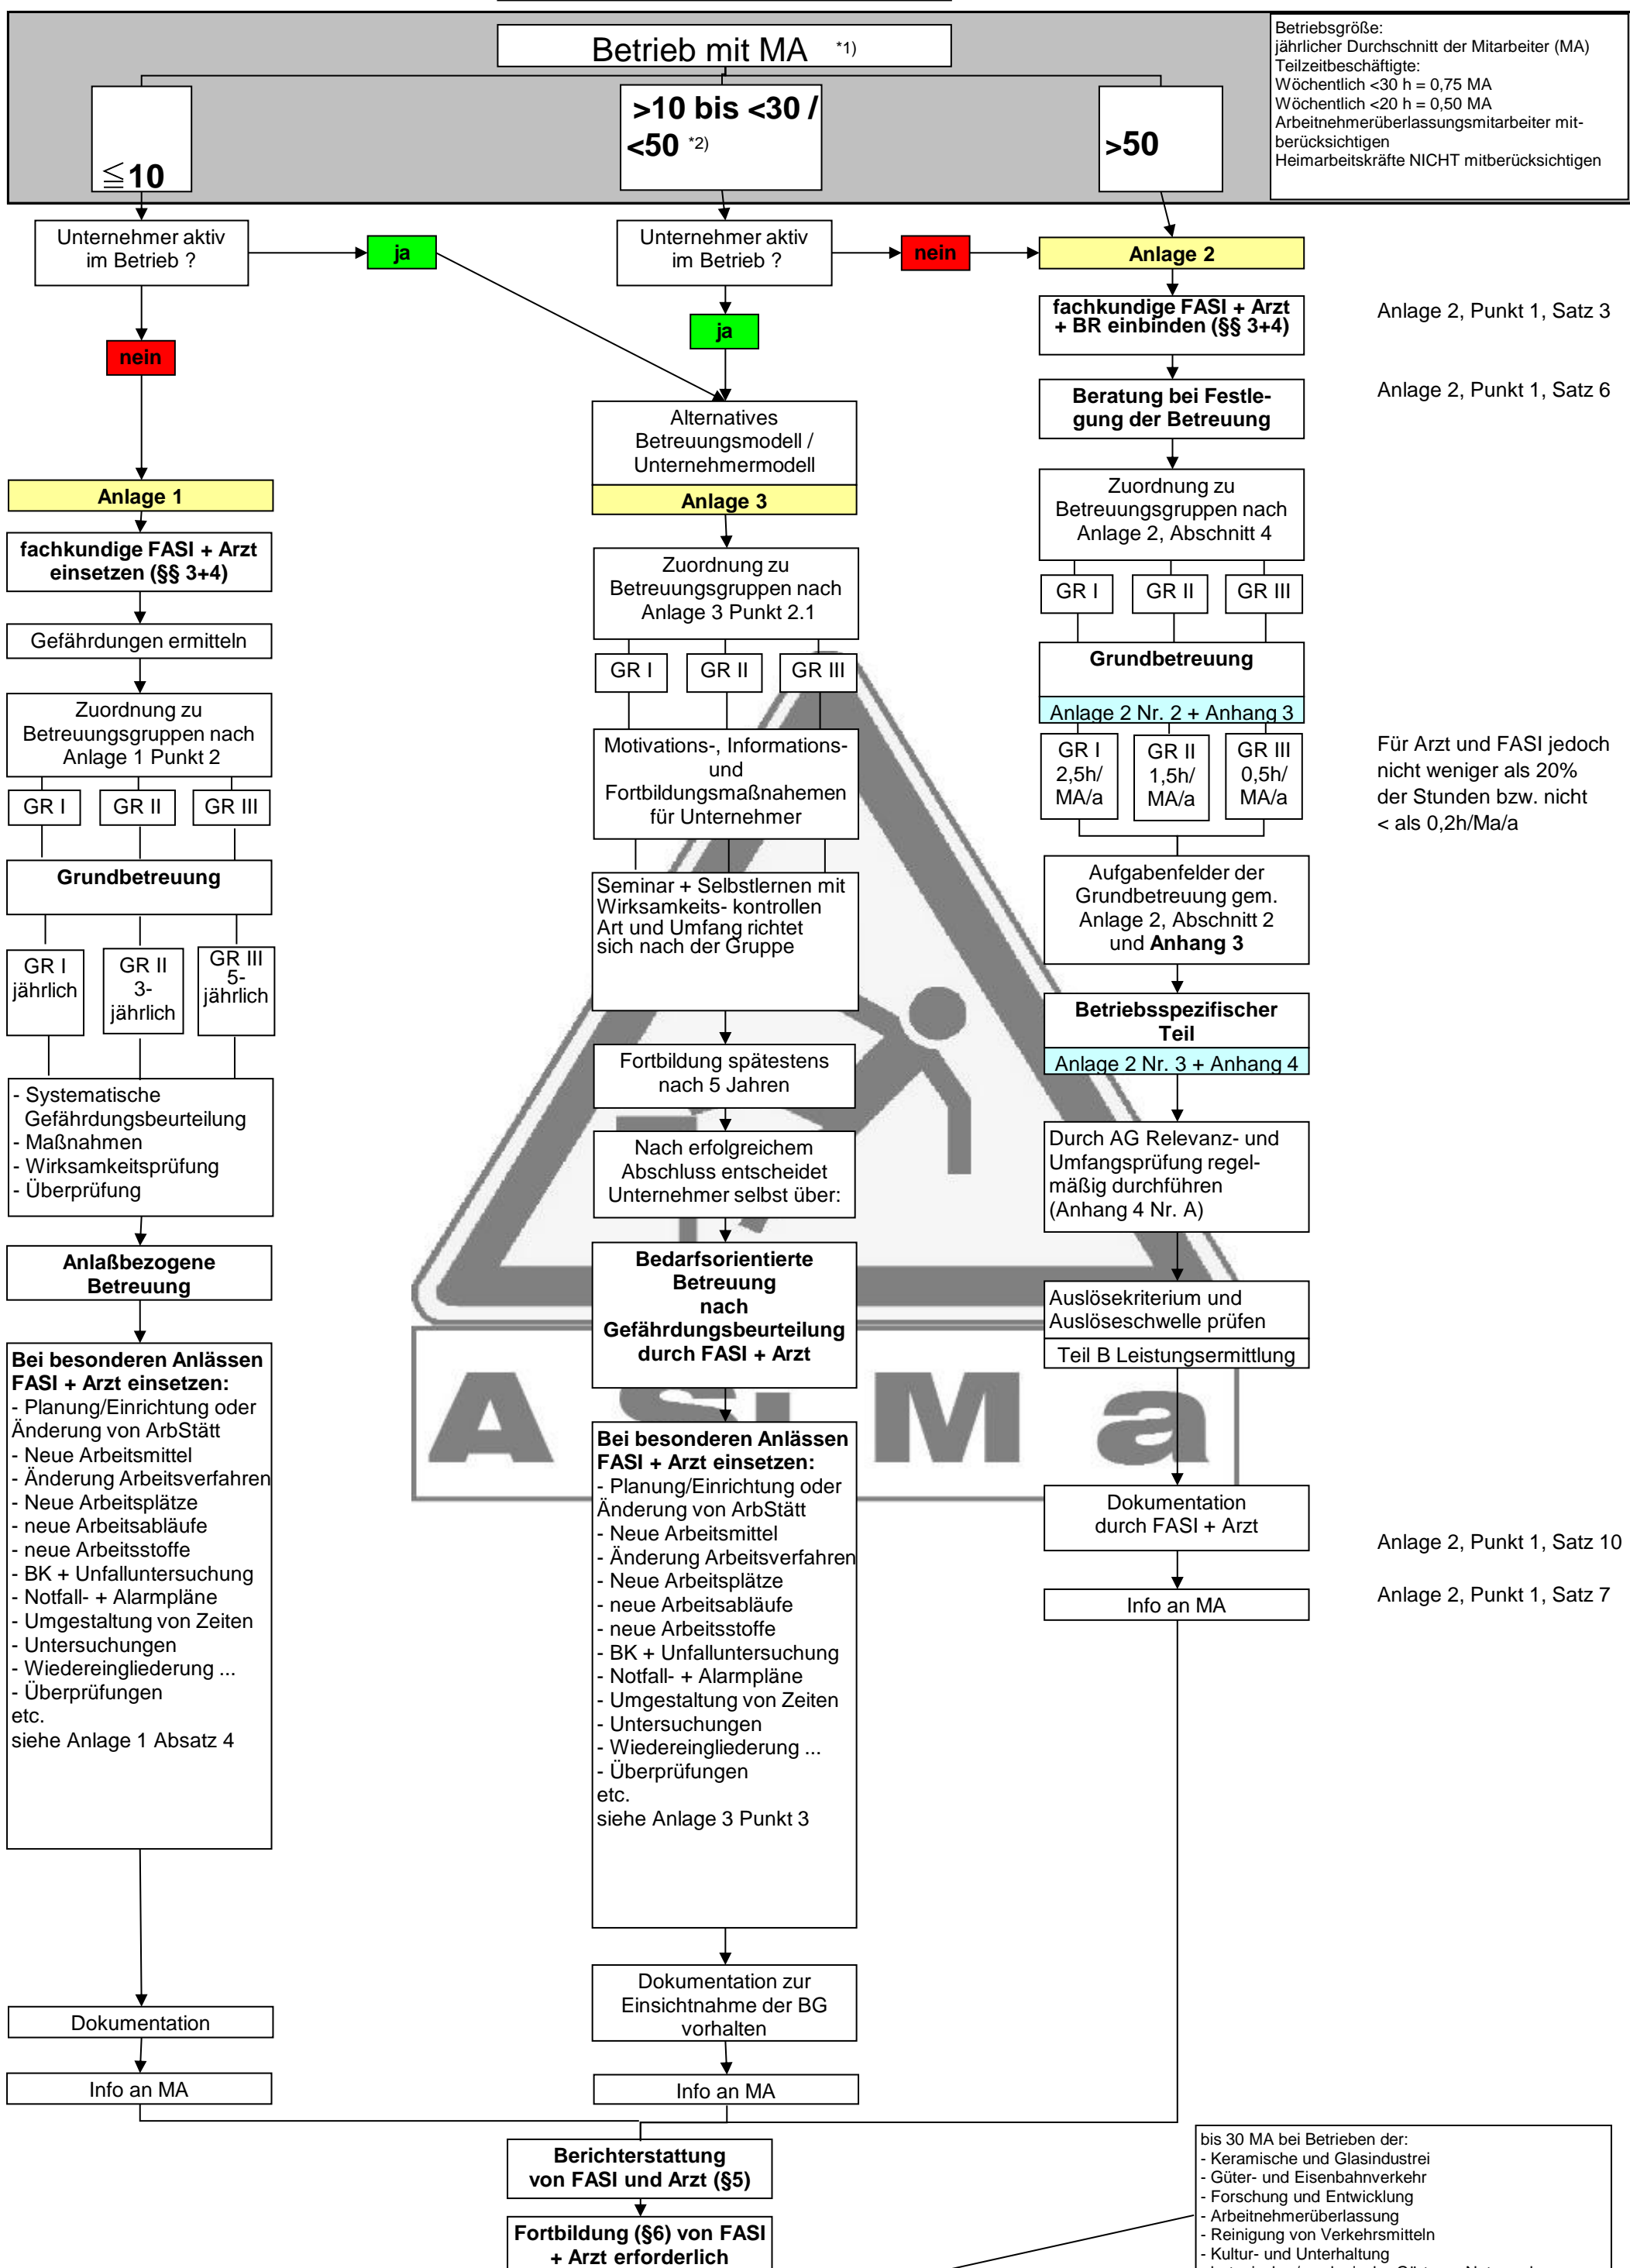 Betrieb mit MA *1)
Betriebsgröße:
jährlicher Durchschnitt der Mitarbeiter (MA)
Teilzeitbeschäftigte:
Wöchentlich <30 h = 0,75 MA
Wöchentlich <20 h = 0,50 MA
Arbeitnehmerüberlassungsmitarbeiter mit-
berücksichtigen
Heimarbeitskräfte NICHT mitberücksichtigen
≦10
>10 bis <30 /
<50 *2)
>50
Unternehmer aktiv
im Betrieb ?
ja
nein
Unternehmer aktiv
im Betrieb ?
nein
ja
Anlage 1
fachkundige FASI + Arzt
einsetzen (§§ 3+4)
Gefährdungen ermitteln
Zuordnung zu
Betreuungsgruppen nach
Anlage 1 Punkt 2
GR I
GR II
GR III
Grundbetreuung
GR I
jährlich
GR II
3-
jährlich
GR III
5-
jährlich
- Systematische
Gefährdungsbeurteilung
- Maßnahmen
- Wirksamkeitsprüfung
- Überprüfung
Anlaßbezogene
Betreuung
Bei besonderen Anlässen
FASI + Arzt einsetzen:
- Planung/Einrichtung oder
Änderung von ArbStätt
- Neue Arbeitsmittel
- Änderung Arbeitsverfahren
- Neue Arbeitsplätze
- neue Arbeitsabläufe
- neue Arbeitsstoffe
- BK + Unfalluntersuchung
- Notfall- + Alarmpläne
- Umgestaltung von Zeiten
- Untersuchungen
- Wiedereingliederung ...
- Überprüfungen
etc.
siehe Anlage 1 Absatz 4
Dokumentation
Info an MA
Alternatives
Betreuungsmodell /
Unternehmermodell
Anlage 3
Zuordnung zu
Betreuungsgruppen nach
Anlage 3 Punkt 2.1
GR I
GR II
GR III
Motivations-, Informations-
und
Fortbildungsmaßnahemen
für Unternehmer
Seminar + Selbstlernen mit
Wirksamkeits- kontrollen
Art und Umfang richtet
sich nach der Gruppe
Fortbildung spätestens
nach 5 Jahren
Nach erfolgreichem
Abschluss entscheidet
Unternehmer selbst über:
Bedarfsorientierte
Betreuung
nach
Gefährdungsbeurteilung
durch FASI + Arzt
Bei besonderen Anlässen
FASI + Arzt einsetzen:
- Planung/Einrichtung oder
Änderung von ArbStätt
- Neue Arbeitsmittel
- Änderung Arbeitsverfahren
- Neue Arbeitsplätze
- neue Arbeitsabläufe
- neue Arbeitsstoffe
- BK + Unfalluntersuchung
- Notfall- + Alarmpläne
- Umgestaltung von Zeiten
- Untersuchungen
- Wiedereingliederung ...
- Überprüfungen
etc.
siehe Anlage 3 Punkt 3
Dokumentation zur
Einsichtnahme der BG
vorhalten
Info an MA
Anlage 2
fachkundige FASI + Arzt
+ BR einbinden (§§ 3+4)
Anlage 2, Punkt 1, Satz 3
Beratung bei Festle-
gung der Betreuung
Anlage 2, Punkt 1, Satz 6
Zuordnung zu
Betreuungsgruppen nach
Anlage 2, Abschnitt 4
GR I
GR II
GR III
Grundbetreuung
Anlage 2 Nr. 2 + Anhang 3
GR I
2,5h/
MA/a
GR II
1,5h/
MA/a
GR III
0,5h/
MA/a
Für Arzt und FASI jedoch
nicht weniger als 20%
der Stunden bzw. nicht
< als 0,2h/Ma/a
Aufgabenfelder der
Grundbetreuung gem.
Anlage 2, Abschnitt 2
und Anhang 3
Betriebsspezifischer
Teil
Anlage 2 Nr. 3 + Anhang 4
Durch AG Relevanz- und
Umfangsprüfung regel-
mäßig durchführen
(Anhang 4 Nr. A)
Auslösekriterium und
Auslöseschwelle prüfen
Teil B Leistungsermittlung
A Si M a
Dokumentation
durch FASI + Arzt
Anlage 2, Punkt 1, Satz 10
Info an MA
Anlage 2, Punkt 1, Satz 7
Berichterstattung
von FASI und Arzt (§5)
Fortbildung (§6) von FASI
+ Arzt erforderlich
bis 30 MA bei Betrieben der:
- Keramische und Glasindustrei
- Güter- und Eisenbahnverkehr
- Forschung und Entwicklung
- Arbeitnehmerüberlassung
- Reinigung von Verkehrsmitteln
- Kultur- und Unterhaltung